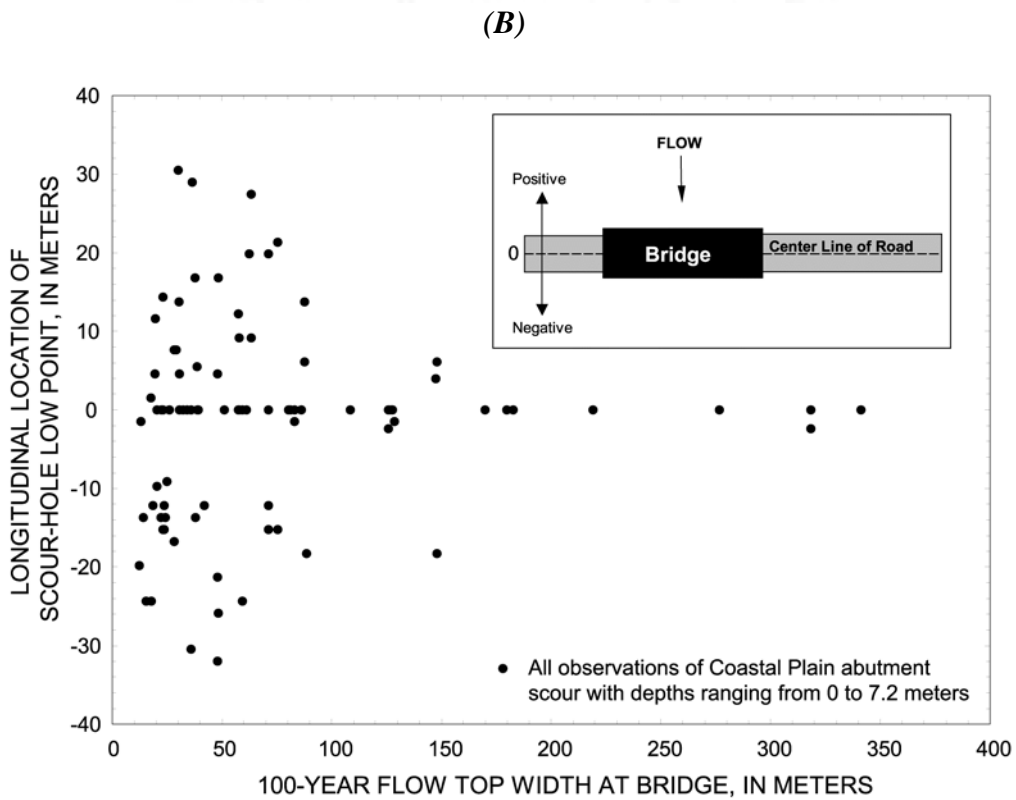 (B)
40
30
20
10
0
-10
-20
-30
-40
LONGITUDINAL LOCATION OF
SCOUR-HOLE LOW POINT, IN METERS
FLOW
Positive
0
Bridge
Center Line of Road
Negative
All observations of Coastal Plain abutment
scour with depths ranging from 0 to 7.2 meters
0 50 100 150 200 250 300 350 400
100-YEAR FLOW TOP WIDTH AT BRIDGE, IN METERS